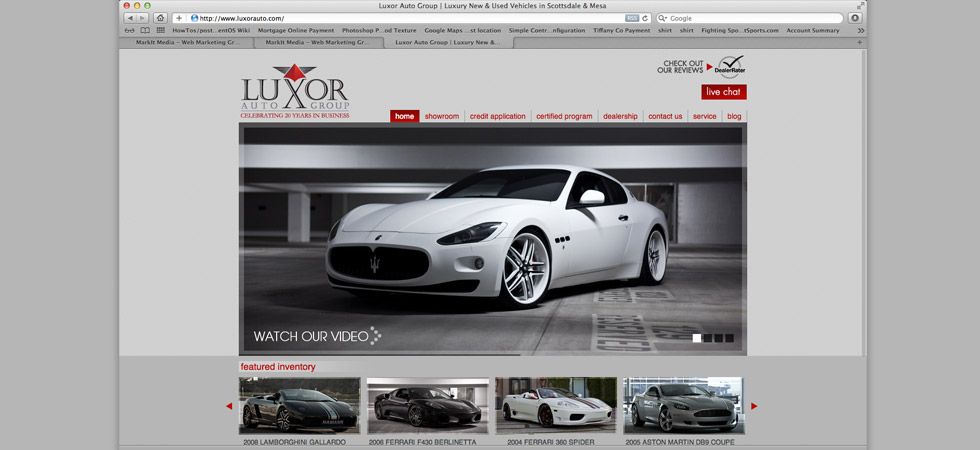 Luxor Auto Group | Luxury New & Used Vehicles in Scottsdale & Mesa
http://www.luxorauto.com/
RSS
Google
HowTos/post...entOS Wiki Mortgage Online Payment Photoshop P...od Texture Google Maps ...st location Simple Contr...nfiguration Tiffany Co Payment shirt shirt Fighting Spo...tSports.com Account Summary
MarkIt Media – Web Marketing Gr... MarkIt Media – Web Marketing Gr... Luxor Auto Group | Luxury New &...
CHECK OUT
OUR REVIEWS
DealerRater
live chat
LUXOR
AUTO GROUP
CELEBRATING 20 YEARS IN BUSINESS
home showroom credit application certified program dealership contact us service blog
WATCH OUR VIDEO
featured inventory
2008 LAMBORGHINI GALLARDO 2006 FERRARI F430 BERLINETTA 2004 FERRARI 360 SPIDER 2005 ASTON MARTIN DB9 COUPE